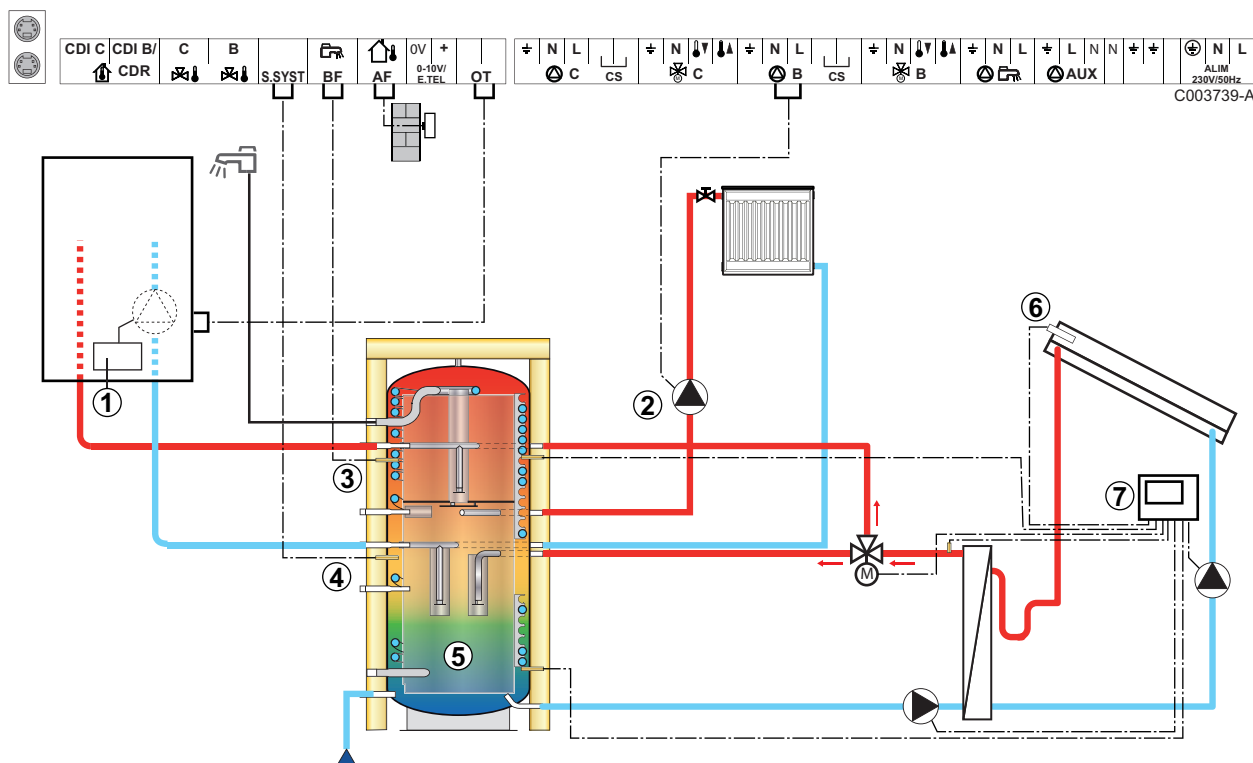 CDI C CDI B/ C B 0V + N L N N L N N L L N N N L
CDR S.SYST BF AF 0-10V/ E.TEL OT C CS C B CS B AUX ALIM 230V/50Hz
C003739-A
1
2
3
4
5
6
7
M
M
M